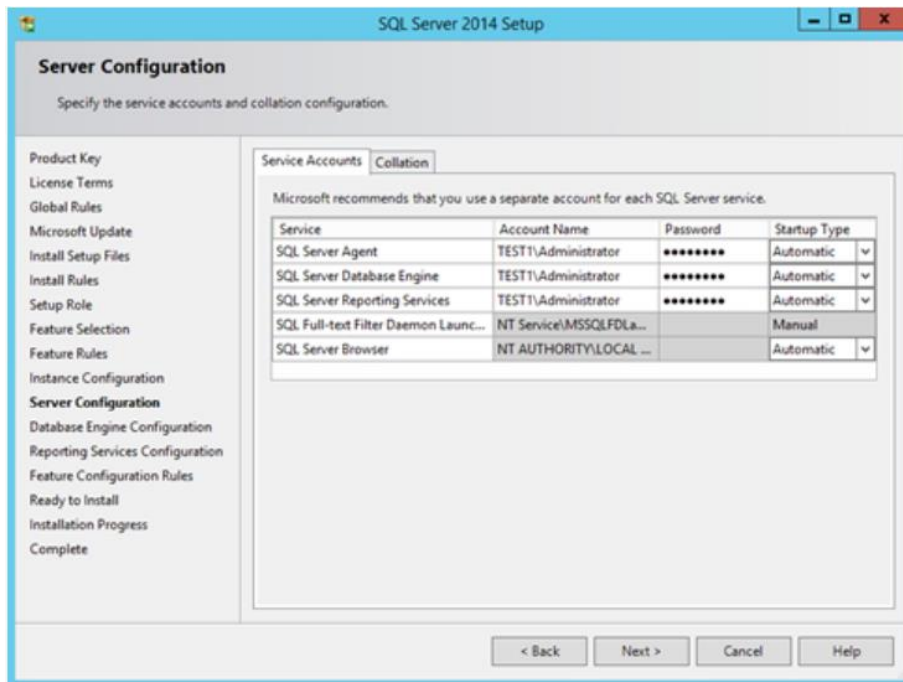 SQL Server 2014 Setup
Server Configuration
Specify the service accounts and collation configuration.
Product Key
License Terms
Global Rules
Microsoft Update
Install Setup Files
Install Rules
Setup Role
Feature Selection
Feature Rules
Instance Configuration
Server Configuration
Database Engine Configuration
Reporting Services Configuration
Feature Configuration Rules
Ready to Install
Installation Progress
Complete
Service Accounts Collation
Microsoft recommends that you use a separate account for each SQL Server service.
Service Account Name Password Startup Type
SQL Server Agent TEST1\Administrator ●●●●●●●● Automatic
SQL Server Database Engine TEST1\Administrator ●●●●●●●● Automatic
SQL Server Reporting Services TEST1\Administrator ●●●●●●●● Automatic
SQL Full-text Filter Daemon Launc... NT Service\MSSQLFDLa... Manual
SQL Server Browser NT AUTHORITY\LOCAL ... Automatic
< Back Next > Cancel Help